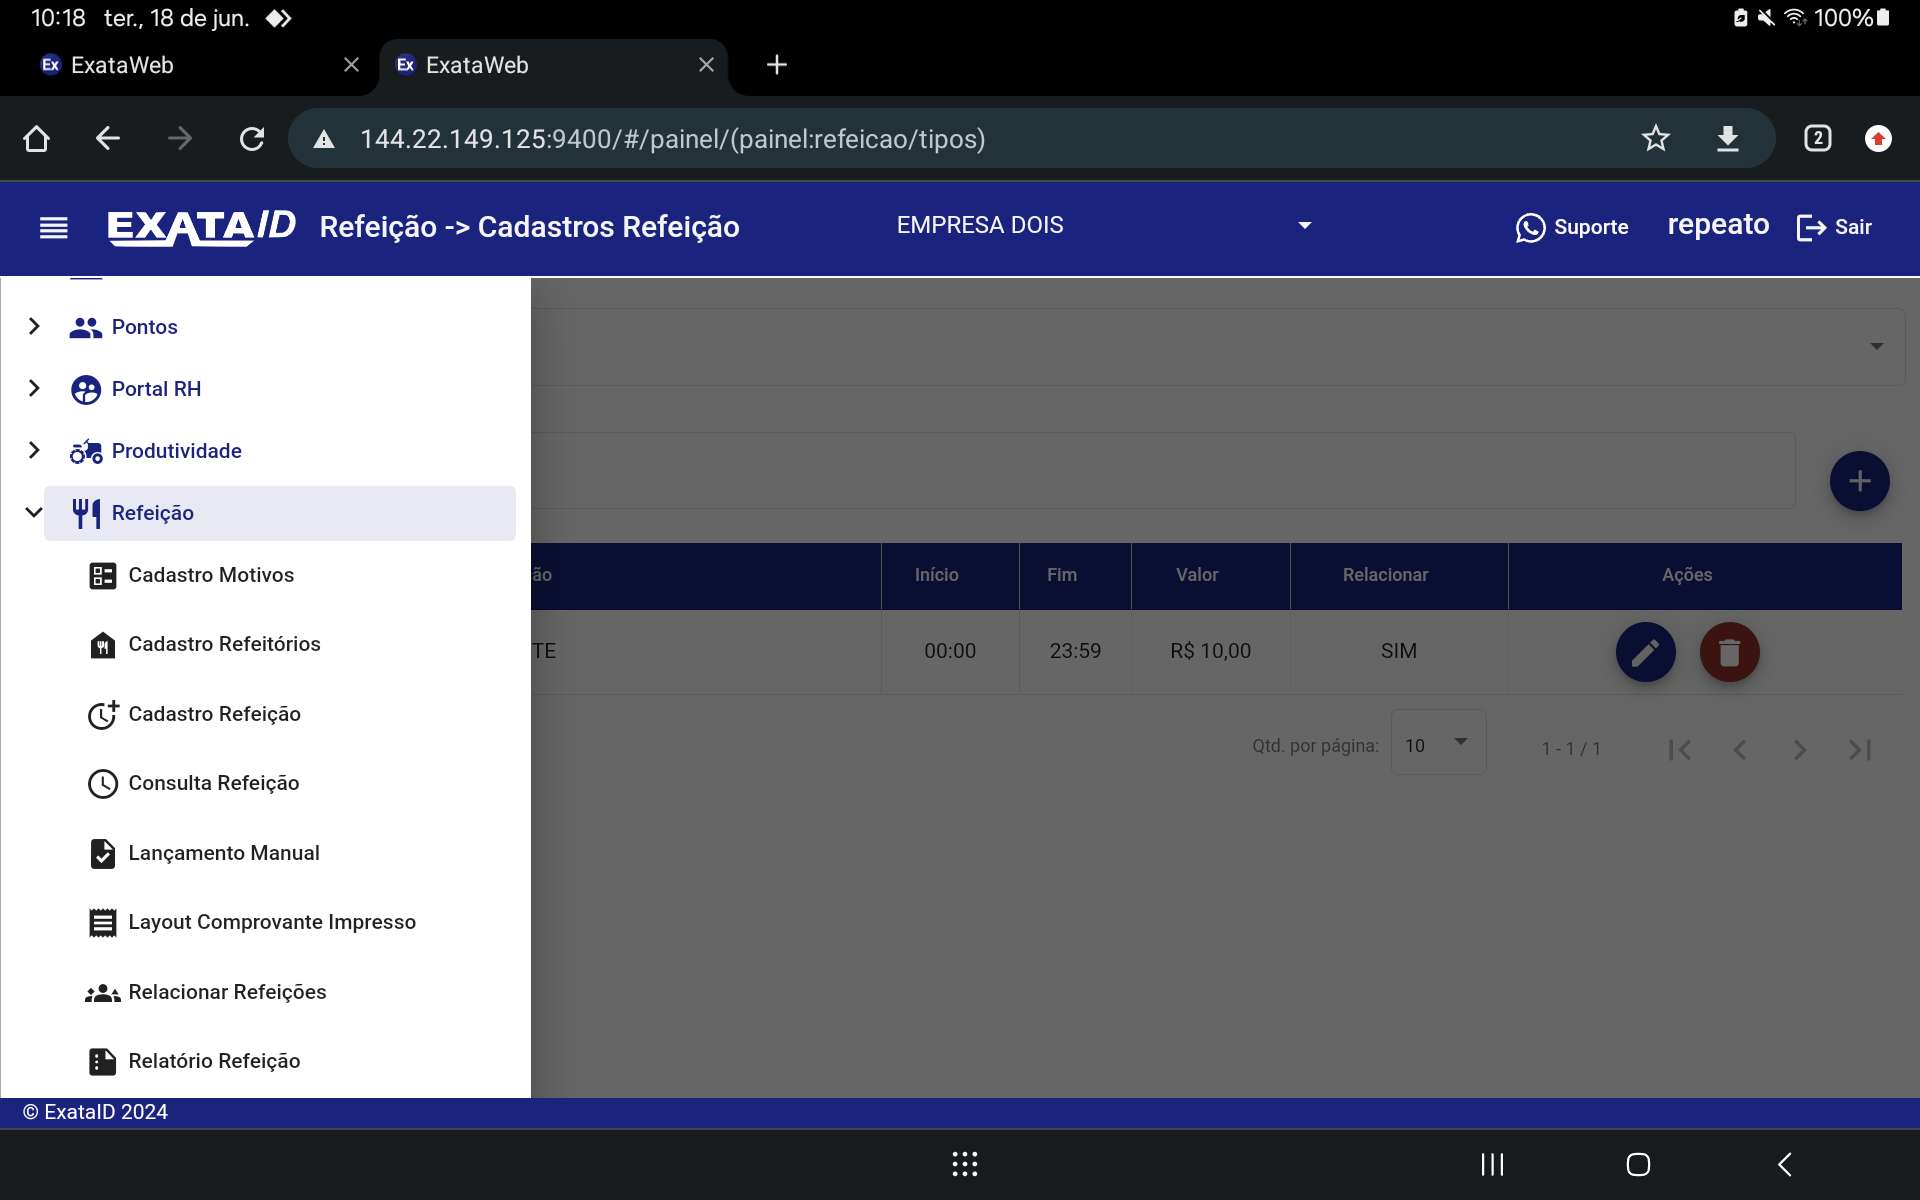 10:18 ter., 18 de jun. 100%
Ex ExataWeb Ex ExataWeb
144.22.149.125:9400/#/painel/(painel:refeicao/tipos) 2
EXATAID Refeição -> Cadastros Refeição EMPRESA DOIS Suporte repeato Sair
Pontos
Portal RH
Produtividade
Refeição
Cadastro Motivos
Cadastro Refeitórios
Cadastro Refeição
Consulta Refeição
Lançamento Manual
Layout Comprovante Impresso
Relacionar Refeições
Relatório Refeição
ão Início Fim Valor Relacionar Ações
TE 00:00 23:59 R$ 10,00 SIM
Qtd. por página: 10 1 - 1 / 1
© ExataID 2024